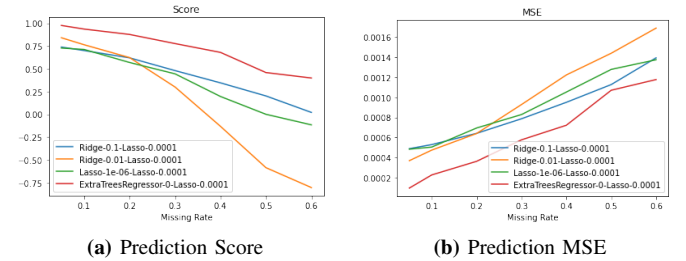 Score
1.00
0.75
0.50
0.25
0.00
−0.25
−0.50
−0.75
Ridge-0.1-Lasso-0.0001
Ridge-0.01-Lasso-0.0001
Lasso-1e-06-Lasso-0.0001
ExtraTreesRegressor-0-Lasso-0.0001
0.1 0.2 0.3 0.4 0.5 0.6
Missing Rate
(a) Prediction Score
MSE
0.0016
0.0014
0.0012
0.0010
0.0008
0.0006
0.0004
0.0002
Ridge-0.1-Lasso-0.0001
Ridge-0.01-Lasso-0.0001
Lasso-1e-06-Lasso-0.0001
ExtraTreesRegressor-0-Lasso-0.0001
0.1 0.2 0.3 0.4 0.5 0.6
Missing Rate
(b) Prediction MSE